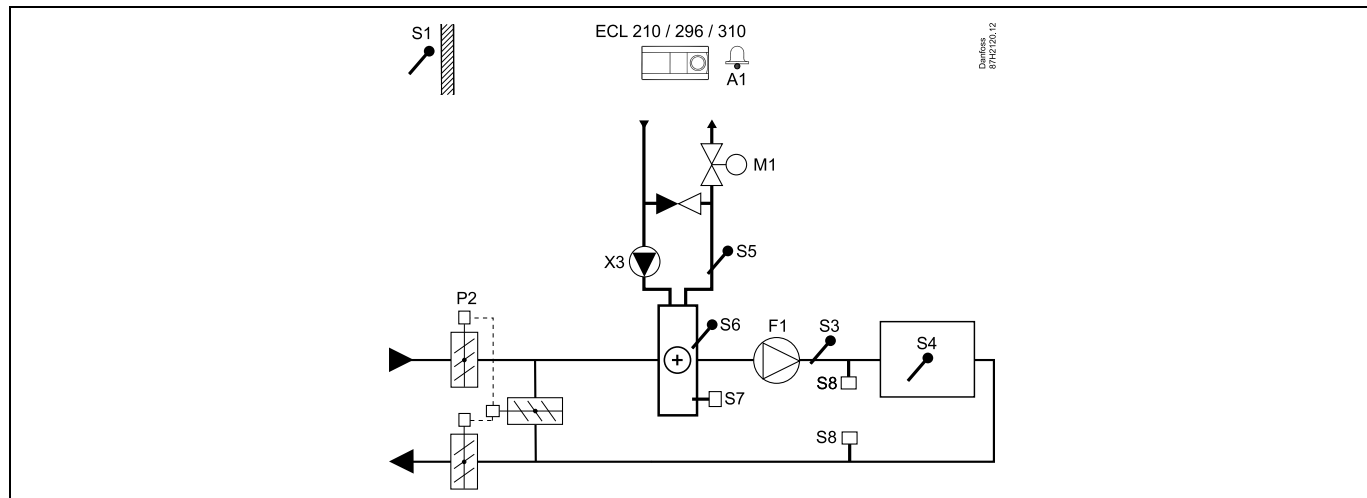 S1
ECL 210 / 296 / 310
A1
Danfoss
87H2120.12
M1
X3
S5
P2
S6
F1
S3
S4
S8
S7
S8